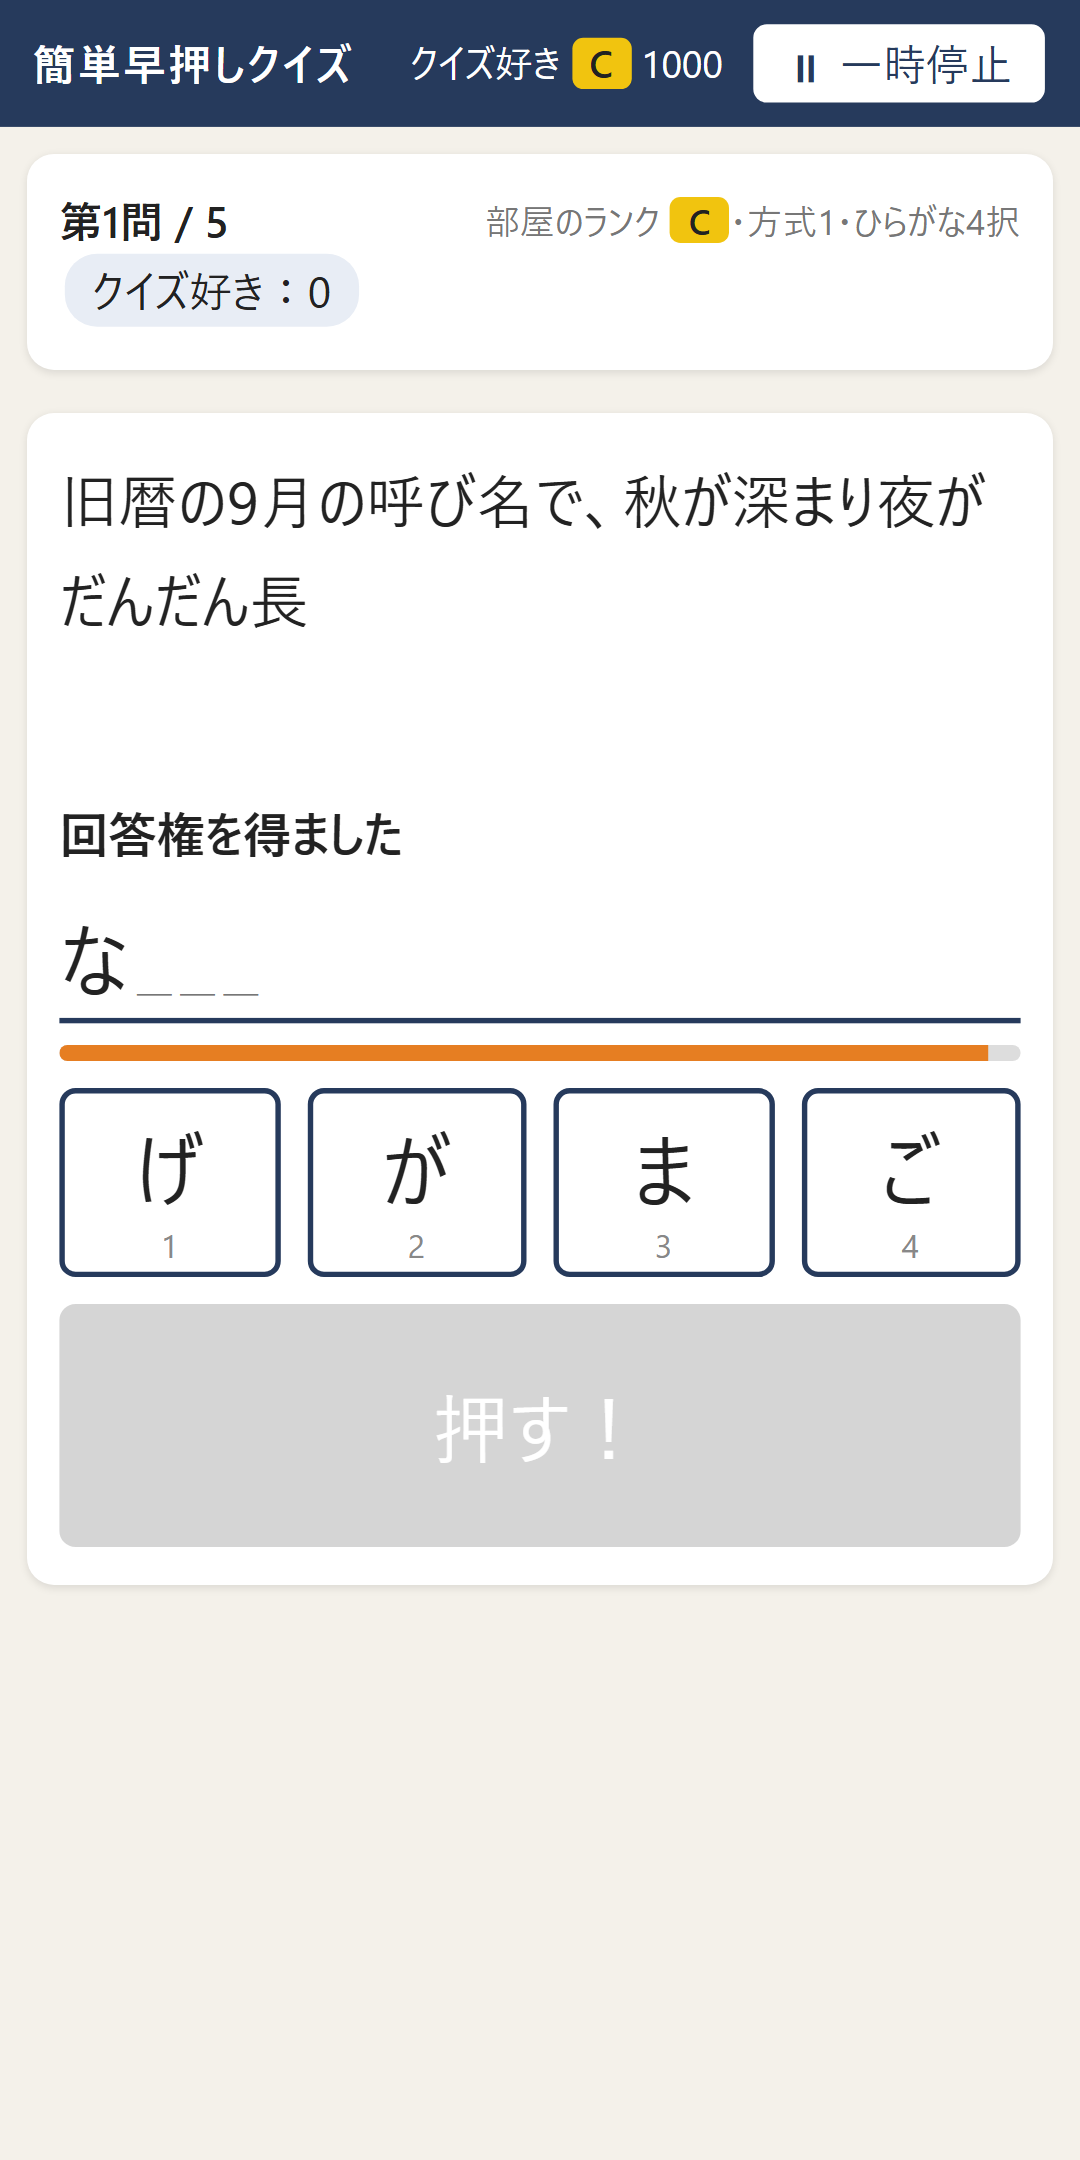 簡単早押しクイズ クイズ好き C 1000 ⏸ 一時停止
第1問 / 5 部屋のランク C・方式1・ひらがな4択
クイズ好き：0
旧暦の9月の呼び名で、秋が深まり夜が
だんだん長
回答権を得ました
な＿＿＿
げ が ま ご
1 2 3 4
押す！